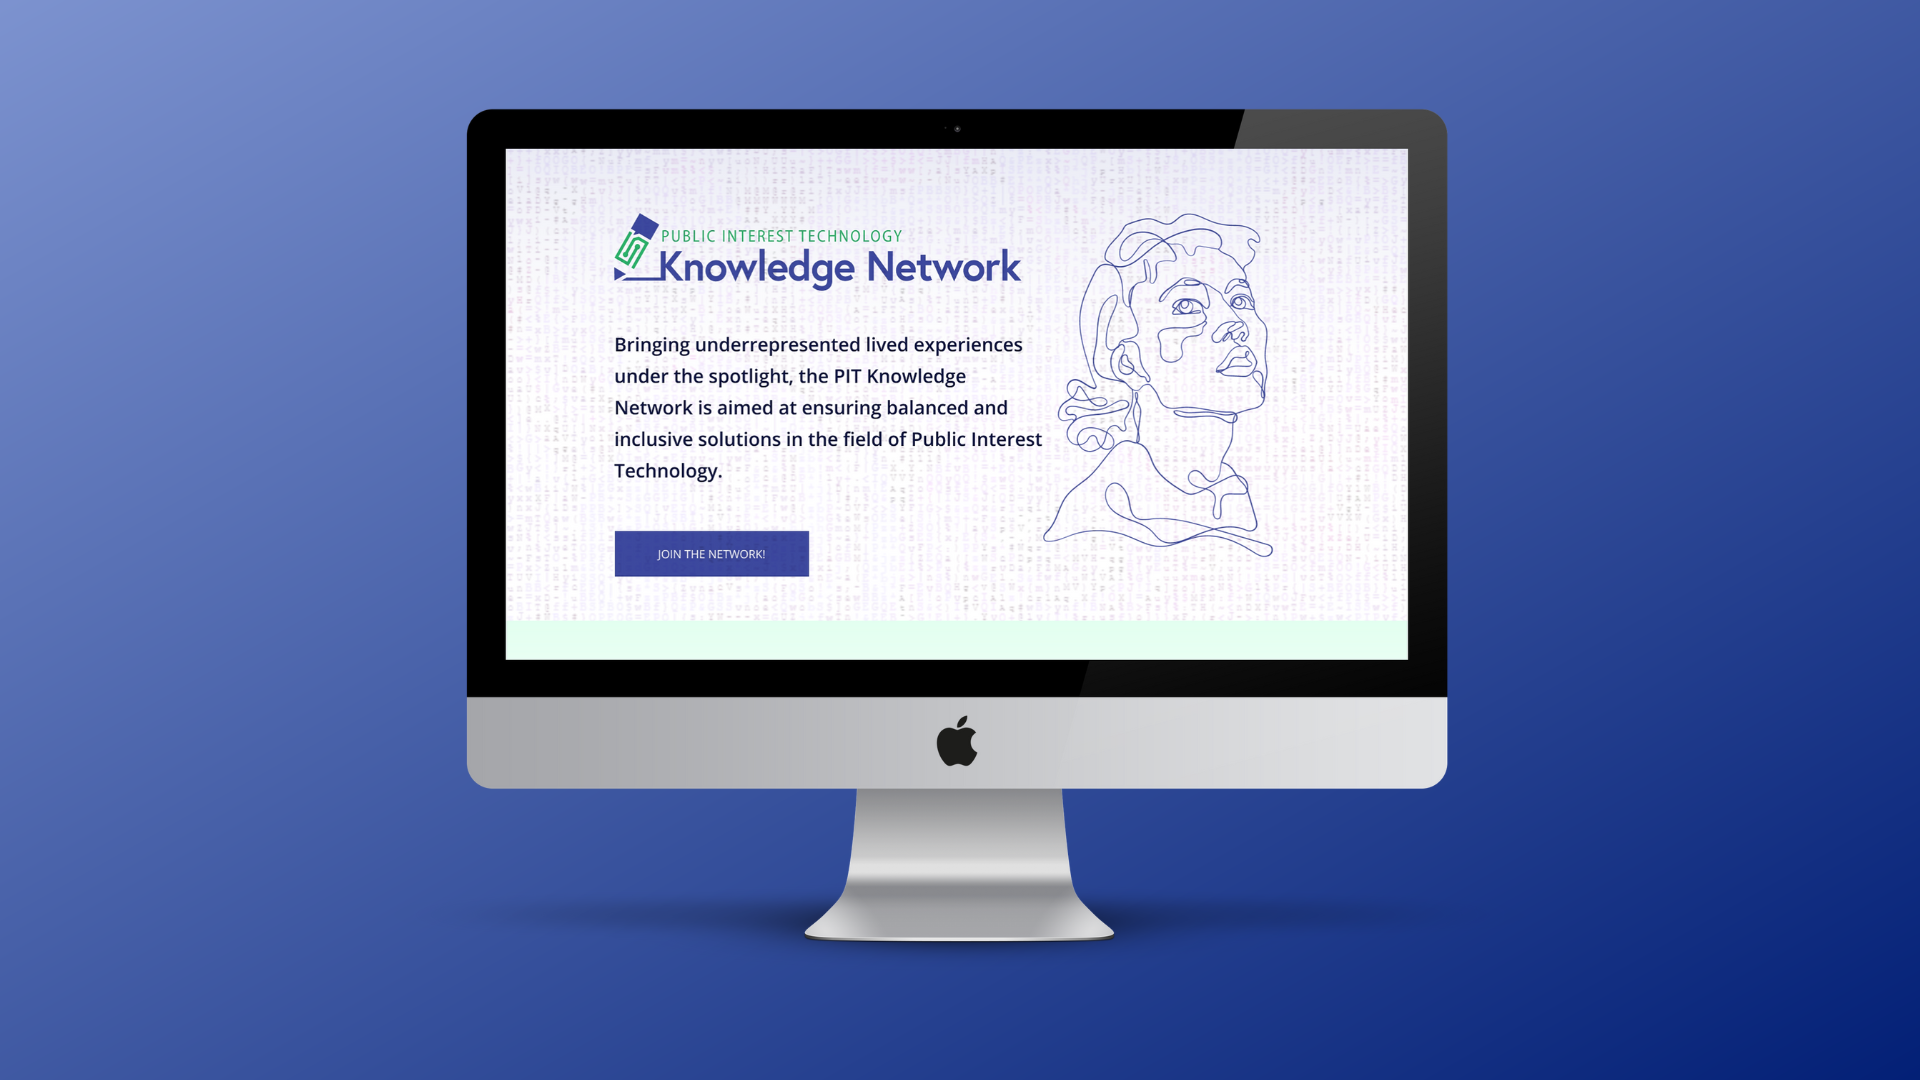 PUBLIC INTEREST TECHNOLOGY
Knowledge Network
Bringing underrepresented lived experiences
under the spotlight, the PIT Knowledge
Network is aimed at ensuring balanced and
inclusive solutions in the field of Public Interest
Technology.
JOIN THE NETWORK!